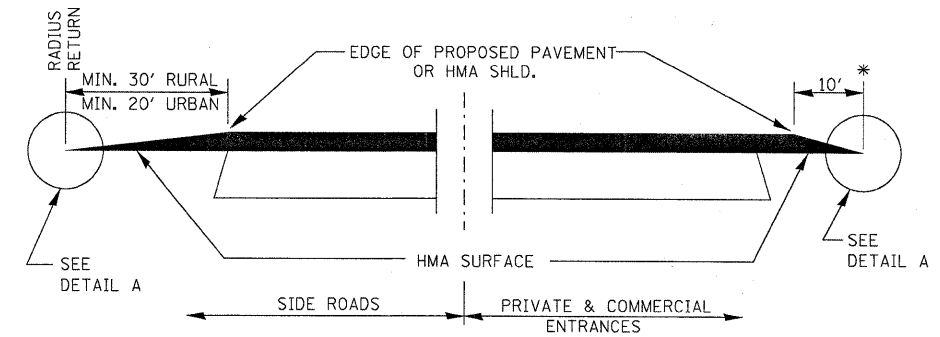 RADIUS
RETURN
MIN. 30' RURAL
MIN. 20' URBAN
EDGE OF PROPOSED PAVEMENT
OR HMA SHLD.
10'
*
SEE
DETAIL A
HMA SURFACE
SEE
DETAIL A
SIDE ROADS
PRIVATE & COMMERCIAL
ENTRANCES